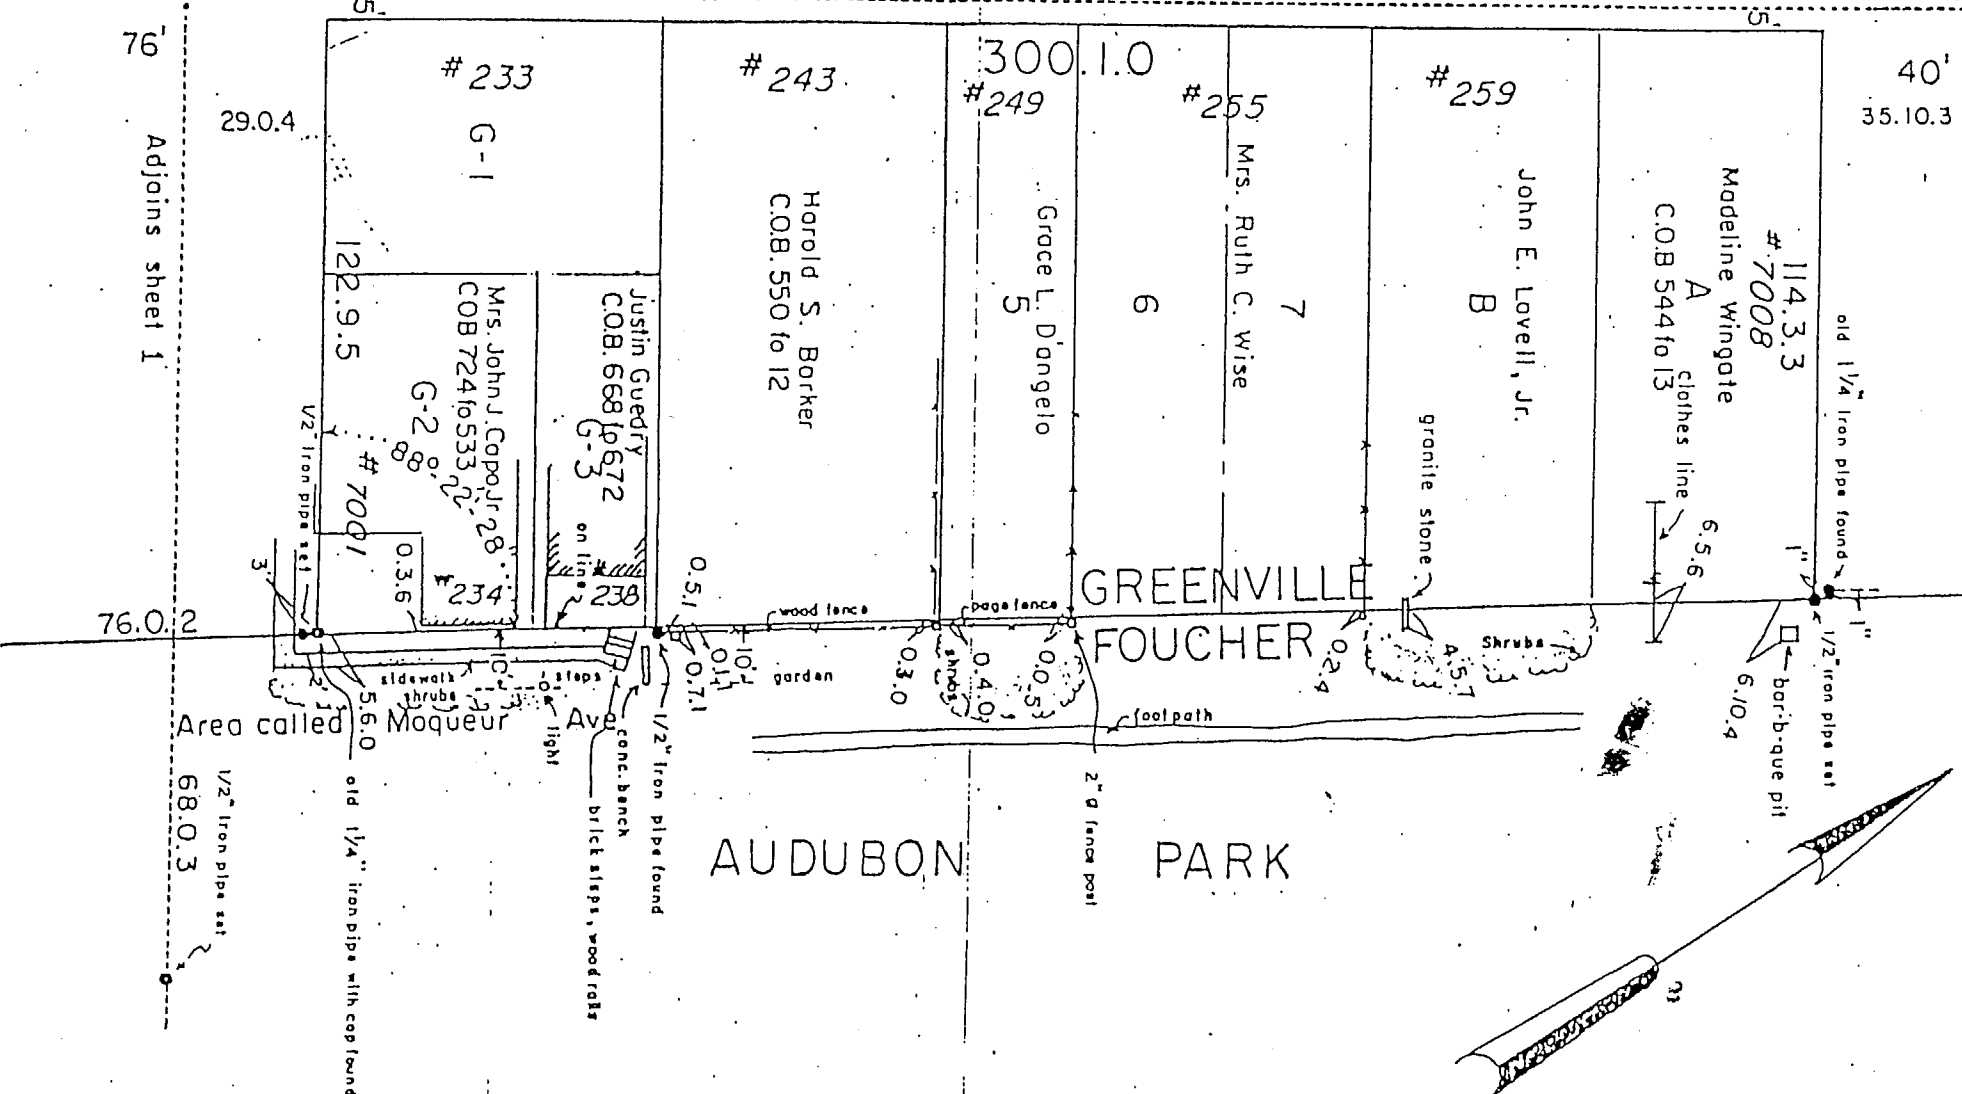 5'
5'
76'
Adjoins sheet 1
29.0.4
#233
G-1
#243
300.1.0
#249
#255
#259
40'
35.10.3
122.9.5
Mrs. John J. Capo, Jr
COB 724 fo 533
G-2
88°-22'-28
#7001
Justin Guedry
C.O.B. 668 fo 672
G-3
Harold S. Barker
C.O.B. 550 fo 12
Grace L. D'angelo
5
6
Mrs. Ruth C. Wise
7
John E. Lovell, Jr.
B
Madeline Wingate
A
C.O.B 544 fo 13
114.3.3
#7008
clothes line
old 1 1/4" iron pipe found
granite stone
6.5.6
1"
1"
1/2" iron pipe set
1/2" iron pipe set
3'
76.0.2
0.3.6
#234
on line
#238
0.5.1
wood fence
page fence
GREENVILLE
FOUCHER
0.1.1
0.7.1
10'
garden
0.3.0
shrubs
0.4.0
0.0.5
0.2.4
4.5.7
Shrubs
bar-b-que pit
6.10.4
10'
2'
5.6.0
sidewalk
shrubs
steps
light
Area called Moqueur Ave
conc. bench
brick steps, wood rails
1/2" iron pipe found
footpath
2" Ø fence post
1/2" iron pipe set
68.0.3
old 1 1/4" iron pipe with cap found
AUDUBON PARK